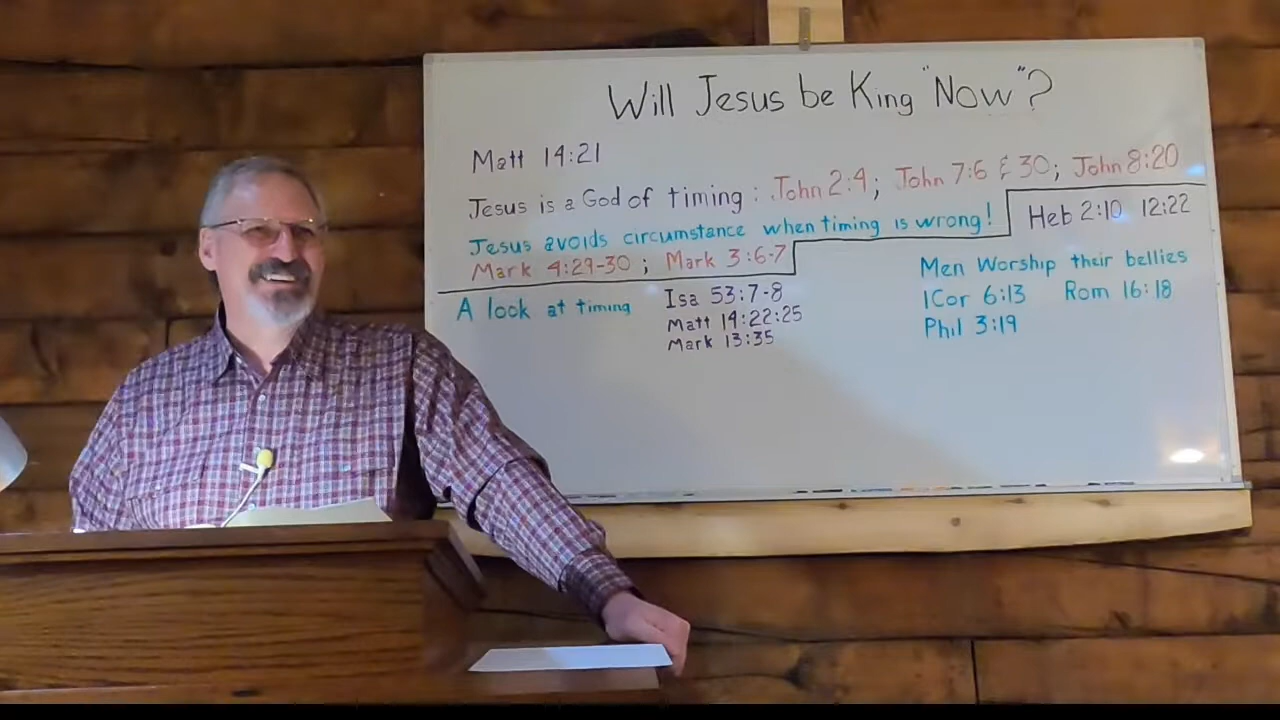 Will Jesus be King "Now"?
Matt 14:21
Jesus is a God of timing : John 2:4; John 7:6 & 30; John 8:20
Jesus avoids circumstance when timing is wrong!
Mark 4:29-30 ; Mark 3:6-7
Heb 2:10 12:22
A look at timing
Isa 53:7-8
Matt 14:22:25
Mark 13:35
Men Worship their bellies
1Cor 6:13 Rom 16:18
Phil 3:19